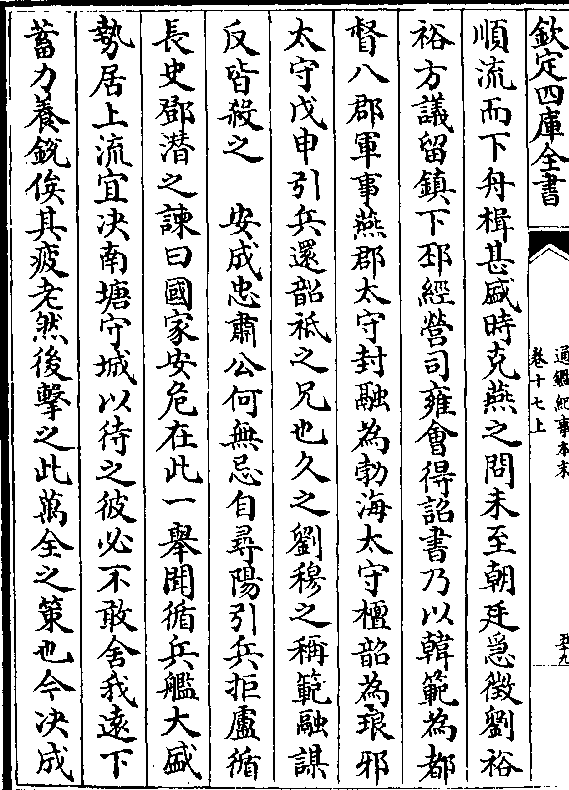 欽定四庫全書
通鑑紀事本末
卷十七上
五十九
順流而下舟楫甚盛時克燕之問未至朝廷急徵劉裕
裕方議留鎮下邳經營司雍會得詔書乃以韓範為都
督八郡軍事燕郡太守封融為勃海太守檀韶為琅邪
太守戊申引兵還韶祗之兄也久之劉穆之稱範融謀
反皆殺之　安成忠肅公何無忌自尋陽引兵拒盧循
長史鄧潛之諫曰國家安危在此一舉聞循兵艦大盛
勢居上流宜决南塘守城以待之彼必不敢舍我遠下
蓄力養銳俟其疲老然後擊之此萬全之策也今决成